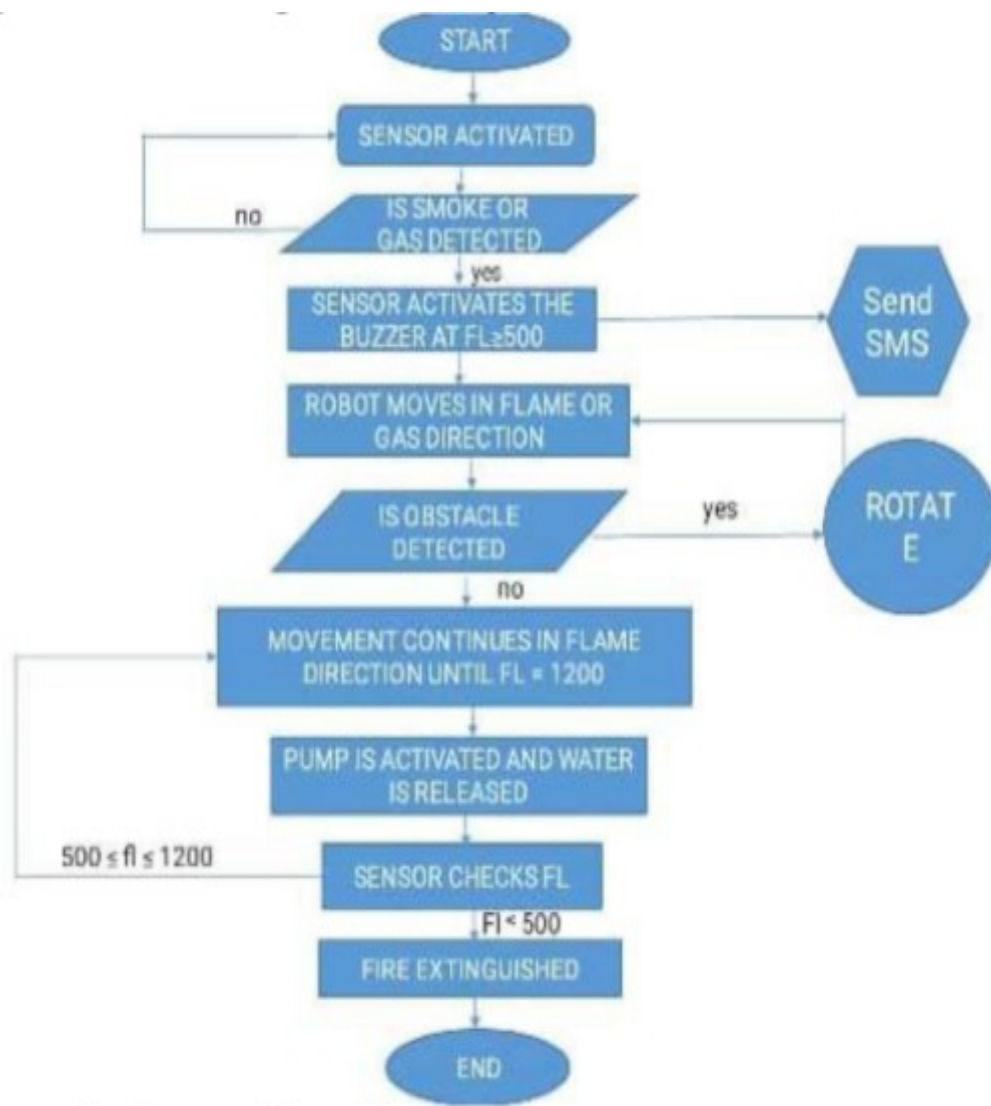 START
SENSOR ACTIVATED
no
IS SMOKE OR
GAS DETECTED
yes
SENSOR ACTIVATES THE
BUZZER AT FL≥500
Send
SMS
ROBOT MOVES IN FLAME OR
GAS DIRECTION
IS OBSTACLE
DETECTED
yes
ROTAT
E
no
MOVEMENT CONTINUES IN FLAME
DIRECTION UNTIL FL = 1200
PUMP IS ACTIVATED AND WATER
IS RELEASED
500 ≤ fl ≤ 1200
SENSOR CHECKS FL
Fl < 500
FIRE EXTINGUISHED
END